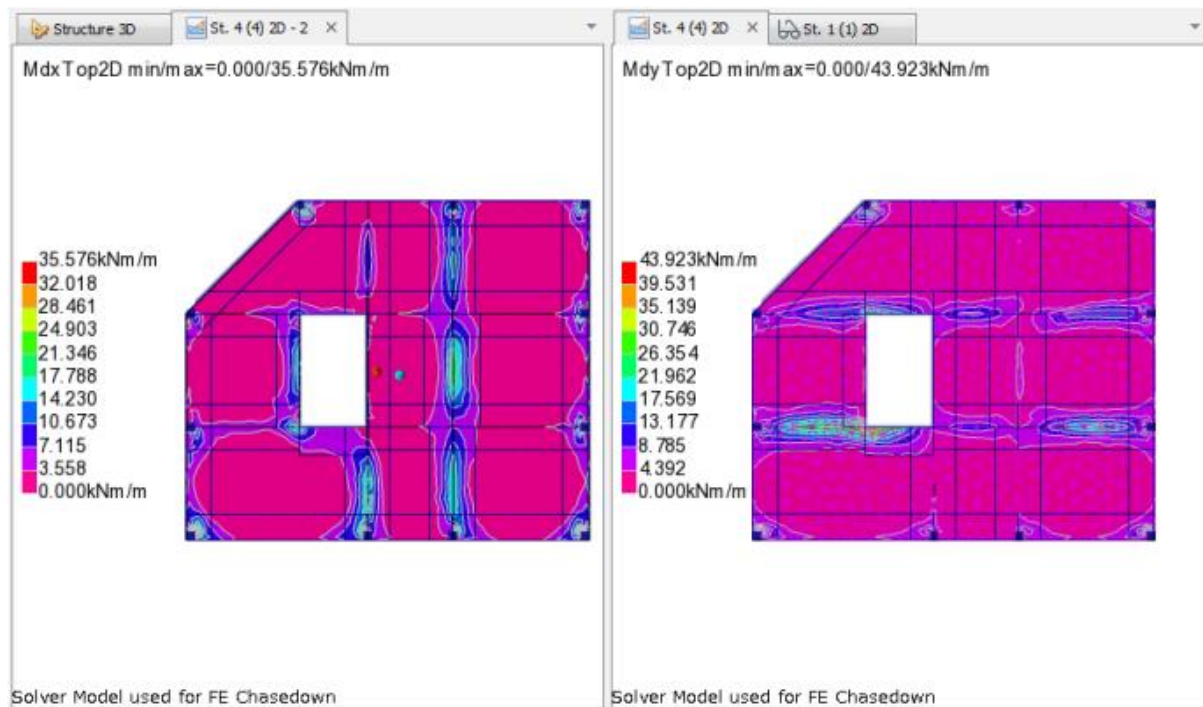 Structure 3D
St. 4 (4) 2D - 2
St. 4 (4) 2D
St. 1 (1) 2D
Mdx Top2D min/max=0.000/35.576kNm/m
35.576kNm/m
32.018
28.461
24.903
21.346
17.788
14.230
10.673
7.115
3.558
0.000kNm/m
Solver Model used for FE Chasedown
Mdy Top2D min/max=0.000/43.923kNm/m
43.923kNm/m
39.531
35.139
30.746
26.354
21.962
17.569
13.177
8.785
4.392
0.000kNm/m
Solver Model used for FE Chasedown